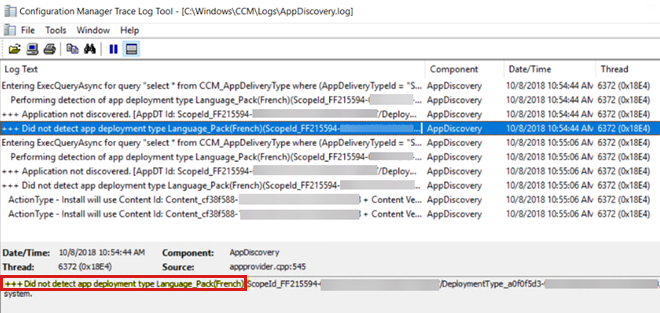 Configuration Manager Trace Log Tool - [C:\Windows\CCM\Logs\AppDiscovery.log]
File Tools Window Help
Log Text Component Date/Time Thread
Entering ExecQueryAsync for query "select * from CCM_AppDeliveryType where (AppDeliveryTypeId = "S... AppDiscovery 10/8/2018 10:54:44 AM 6372 (0x18E4)
Performing detection of app deployment type Language_Pack(French)(ScopeId_FF215594- AppDiscovery 10/8/2018 10:54:44 AM 6372 (0x18E4)
+++ Application not discovered. [AppDT Id: ScopeId_FF215594- /Deploy... AppDiscovery 10/8/2018 10:54:44 AM 6372 (0x18E4)
+++ Did not detect app deployment type Language_Pack(French)(ScopeId_FF215594- ... AppDiscovery 10/8/2018 10:54:44 AM 6372 (0x18E4)
Entering ExecQueryAsync for query "select * from CCM_AppDeliveryType where (AppDeliveryTypeId = "S... AppDiscovery 10/8/2018 10:55:06 AM 6372 (0x18E4)
Performing detection of app deployment type Language_Pack(French)(ScopeId_FF215594- AppDiscovery 10/8/2018 10:55:06 AM 6372 (0x18E4)
+++ Application not discovered. [AppDT Id: ScopeId_FF215594- /Deploy... AppDiscovery 10/8/2018 10:55:06 AM 6372 (0x18E4)
+++ Did not detect app deployment type Language_Pack(French)(ScopeId_FF215594- AppDiscovery 10/8/2018 10:55:06 AM 6372 (0x18E4)
ActionType - Install will use Content Id: Content_cf38f588- + Content Ve... AppDiscovery 10/8/2018 10:55:06 AM 6372 (0x18E4)
ActionType - Install will use Content Id: Content_cf38f588- + Content Ve... AppDiscovery 10/8/2018 10:55:06 AM 6372 (0x18E4)
Date/Time: 10/8/2018 10:54:44 AM Component: AppDiscovery
Thread: 6372 (0x18E4) Source: appprovider.cpp:545
+++ Did not detect app deployment type Language_Pack(French)(ScopeId_FF215594- /DeploymentType_a0f0f5d3-
system.